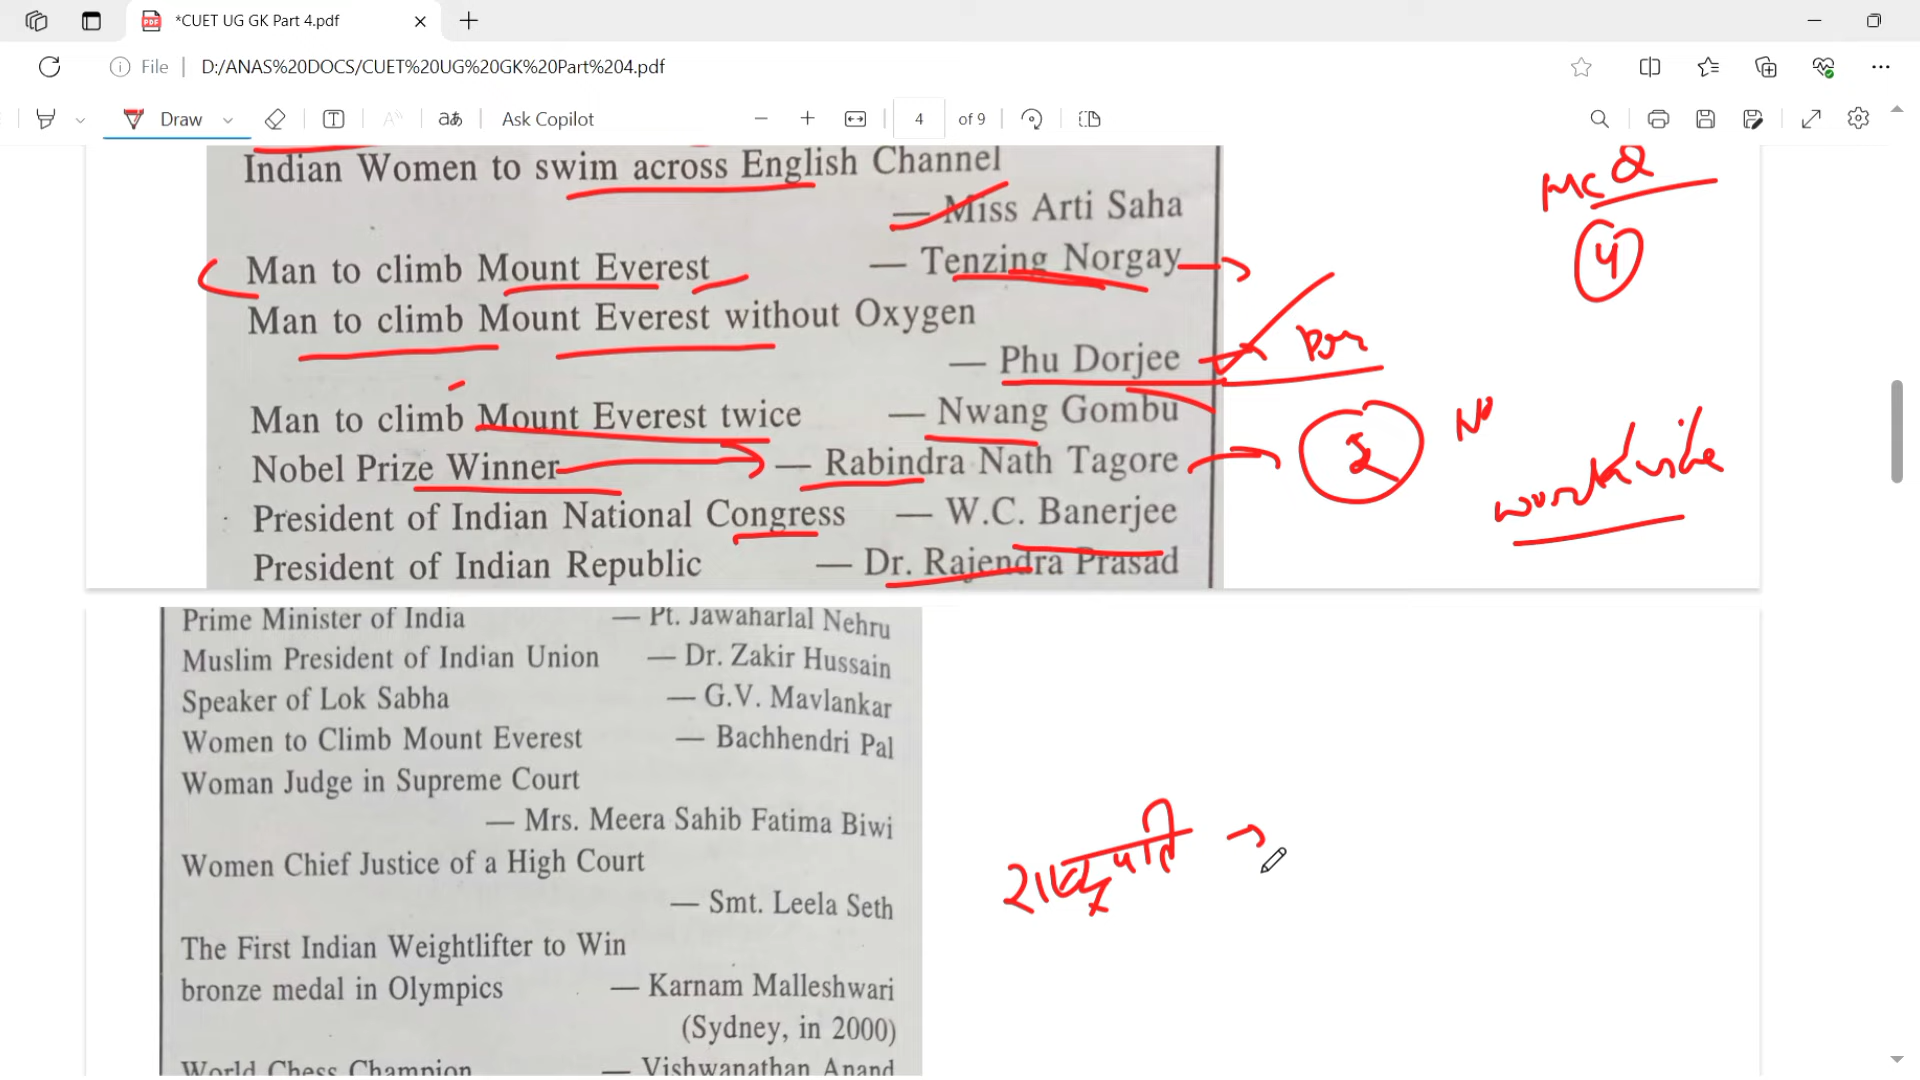 *CUET UG GK Part 4.pdf
File D:/ANAS%20DOCS/CUET%20UG%20GK%20Part%204.pdf
Draw Ask Copilot 4 of 9
Indian Women to swim across English Channel
— Miss Arti Saha
Man to climb Mount Everest — Tenzing Norgay
Man to climb Mount Everest without Oxygen
— Phu Dorjee
Man to climb Mount Everest twice — Nwang Gombu
Nobel Prize Winner — Rabindra Nath Tagore
President of Indian National Congress — W.C. Banerjee
President of Indian Republic — Dr. Rajendra Prasad
MCQ
4
worldwide
Prime Minister of India — Pt. Jawaharlal Nehru
Muslim President of Indian Union — Dr. Zakir Hussain
Speaker of Lok Sabha — G.V. Mavlankar
Women to Climb Mount Everest — Bachhendri Pal
Woman Judge in Supreme Court
— Mrs. Meera Sahib Fatima Biwi
Women Chief Justice of a High Court
— Smt. Leela Seth
The First Indian Weightlifter to Win
bronze medal in Olympics — Karnam Malleshwari
(Sydney, in 2000)
World Chess Champion — Vishwanathan Anand
राष्ट्रपति